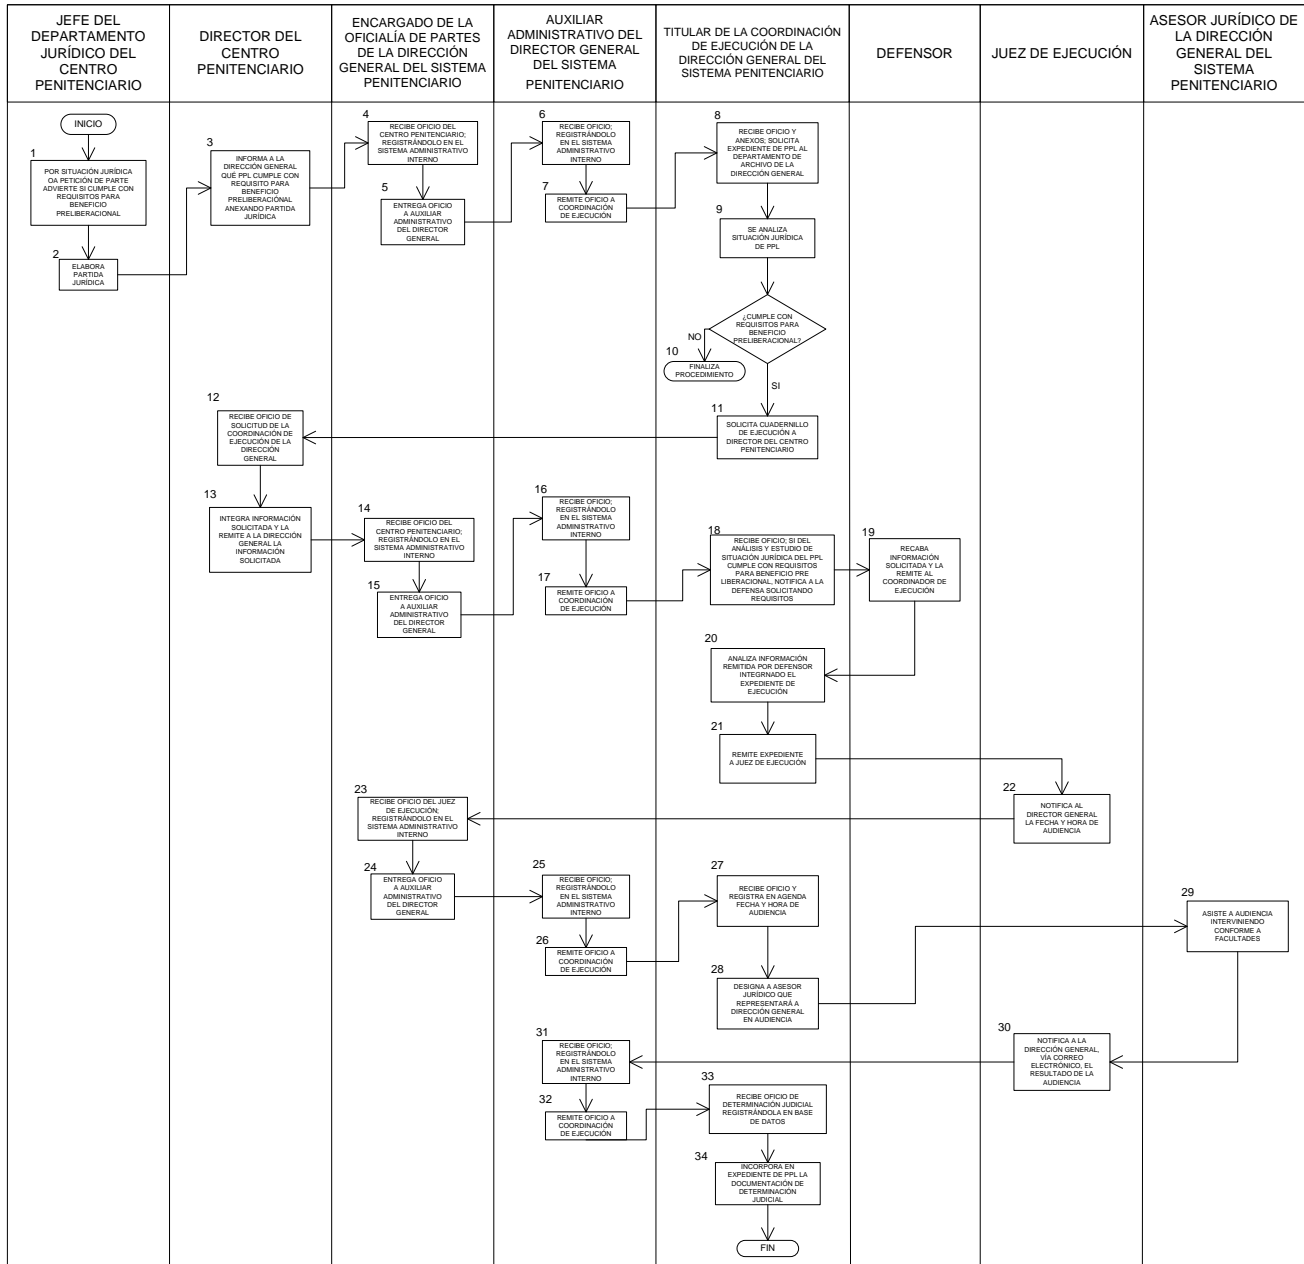 JEFE DEL
DEPARTAMENTO
JURÍDICO DEL
CENTRO
PENITENCIARIO
DIRECTOR DEL
CENTRO
PENITENCIARIO
ENCARGADO DE LA
OFICIALÍA DE PARTES
DE LA DIRECCIÓN
GENERAL DEL SISTEMA
PENITENCIARIO
AUXILIAR
ADMINISTRATIVO DEL
DIRECTOR GENERAL
DEL SISTEMA
PENITENCIARIO
TITULAR DE LA COORDINACIÓN
DE EJECUCIÓN DE LA
DIRECCIÓN GENERAL DEL
SISTEMA PENITENCIARIO
DEFENSOR
JUEZ DE EJECUCIÓN
ASESOR JURÍDICO DE
LA DIRECCIÓN
GENERAL DEL
SISTEMA
PENITENCIARIO
INICIO
1
POR SITUACIÓN JURÍDICA
OA PETICIÓN DE PARTE
ADVIERTE SI CUMPLE CON
REQUISITOS PARA
BENEFICIO
PRELIBERACIONAL
2
ELABORA
PARTIDA
JURÍDICA
3
INFORMA A LA
DIRECCIÓN GENERAL
QUÉ PPL CUMPLE CON
REQUISITO PARA
BENEFICIO
PRELIBERACIÓNAL
ANEXANDO PARTIDA
JURÍDICA
4
RECIBE OFICIO DEL
CENTRO PENITENCIARIO;
REGISTRÁNDOLO EN EL
SISTEMA ADMINISTRATIVO
INTERNO
5
ENTREGA OFICIO
A AUXILIAR
ADMINISTRATIVO
DEL DIRECTOR
GENERAL
6
RECIBE OFICIO;
REGISTRÁNDOLO
EN EL SISTEMA
ADMINISTRATIVO
INTERNO
7
REMITE OFICIO A
COORDINACIÓN
DE EJECUCIÓN
8
RECIBE OFICIO Y
ANEXOS; SOLICITA
EXPEDIENTE DE PPL AL
DEPARTAMENTO DE
ARCHIVO DE LA
DIRECCIÓN GENERAL
9
SE ANALIZA
SITUACIÓN JURÍDICA
DE PPL
¿CUMPLE CON
REQUISITOS PARA
BENEFICIO
PRELIBERACIONAL?
NO
10
FINALIZA
PROCEDIMIENTO
SI
11
SOLICITA CUADERNILLO
DE EJECUCIÓN A
DIRECTOR DEL CENTRO
PENITENCIARIO
12
RECIBE OFICIO DE
SOLICITUD DE LA
COORDINACIÓN DE
EJECUCIÓN DE LA
DIRECCIÓN
GENERAL
13
INTEGRA INFORMACIÓN
SOLICITADA Y LA
REMITE A LA DIRECCIÓN
GENERAL LA
INFORMACIÓN
SOLICITADA
14
RECIBE OFICIO DEL
CENTRO PENITENCIARIO;
REGISTRÁNDOLO EN EL
SISTEMA ADMINISTRATIVO
INTERNO
15
ENTREGA OFICIO
A AUXILIAR
ADMINISTRATIVO
DEL DIRECTOR
GENERAL
16
RECIBE OFICIO;
REGISTRÁNDOLO
EN EL SISTEMA
ADMINISTRATIVO
INTERNO
17
REMITE OFICIO A
COORDINACIÓN
DE EJECUCIÓN
18
RECIBE OFICIO; SI DEL
ANÁLISIS Y ESTUDIO DE
SITUACIÓN JURÍDICA DEL PPL
CUMPLE CON REQUISITOS
PARA BENEFICIO PRE
LIBERACIONAL, NOTIFICA A LA
DEFENSA SOLICITANDO
REQUISITOS
19
RECABA
INFORMACIÓN
SOLICITADA Y LA
REMITE AL
COORDINADOR DE
EJECUCIÓN
20
ANALIZA INFORMACIÓN
REMITIDA POR DEFENSOR
INTEGRNADO EL
EXPEDIENTE DE
EJECUCIÓN
21
REMITE EXPEDIENTE
A JUEZ DE EJECUCIÓN
22
NOTIFICA AL
DIRECTOR GENERAL
LA FECHA Y HORA DE
AUDIENCIA
23
RECIBE OFICIO DEL JUEZ
DE EJECUCIÓN;
REGISTRÁNDOLO EN EL
SISTEMA ADMINISTRATIVO
INTERNO
24
ENTREGA OFICIO
A AUXILIAR
ADMINISTRATIVO
DEL DIRECTOR
GENERAL
25
RECIBE OFICIO;
REGISTRÁNDOLO
EN EL SISTEMA
ADMINISTRATIVO
INTERNO
26
REMITE OFICIO A
COORDINACIÓN
DE EJECUCIÓN
27
RECIBE OFICIO Y
REGISTRA EN AGENDA
FECHA Y HORA DE
AUDIENCIA
28
DESIGNA A ASESOR
JURÍDICO QUE
REPRESENTARÁ A
DIRECCIÓN GENERAL
EN AUDIENCIA
29
ASISTE A AUDIENCIA
INTERVINIENDO
CONFORME A
FACULTADES
30
NOTIFICA A LA
DIRECCIÓN GENERAL,
VÍA CORREO
ELECTRÓNICO, EL
RESULTADO DE LA
AUDIENCIA
31
RECIBE OFICIO;
REGISTRÁNDOLO
EN EL SISTEMA
ADMINISTRATIVO
INTERNO
32
REMITE OFICIO A
COORDINACIÓN
DE EJECUCIÓN
33
RECIBE OFICIO DE
DETERMINACIÓN JUDICIAL
REGISTRÁNDOLA EN BASE
DE DATOS
34
INCORPORA EN
EXPEDIENTE DE PPL LA
DOCUMENTACIÓN DE
DETERMINACIÓN
JUDICIAL
FIN